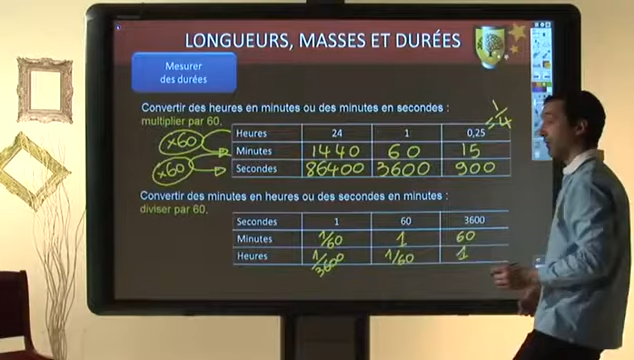 LONGUEURS, MASSES ET DURÉES
Mesurer
des durées
Convertir des heures en minutes ou des minutes en secondes :
multiplier par 60,
= 1/4
Heures 24 1 0,25
×60
Minutes 1440 60 15
×60
Secondes 86400 3600 900
Convertir des minutes en heures ou des secondes en minutes :
diviser par 60,
Secondes 1 60 3600
Minutes 1/60 1 60
Heures 1/3600 1/60 1